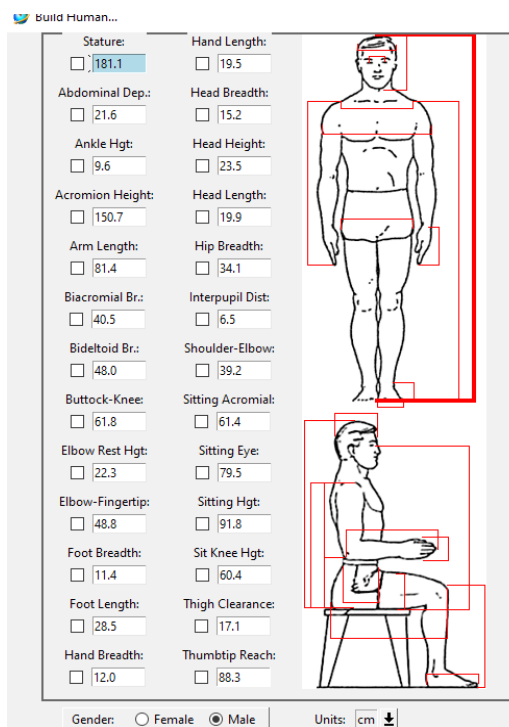 Build Human...
Stature: Hand Length:
181.1 19.5
Abdominal Dep.: Head Breadth:
21.6 15.2
Ankle Hgt: Head Height:
9.6 23.5
Acromion Height: Head Length:
150.7 19.9
Arm Length: Hip Breadth:
81.4 34.1
Biacromial Br.: Interpupil Dist:
40.5 6.5
Bideltoid Br.: Shoulder-Elbow:
48.0 39.2
Buttock-Knee: Sitting Acromial:
61.8 61.4
Elbow Rest Hgt: Sitting Eye:
22.3 79.5
Elbow-Fingertip: Sitting Hgt:
48.8 91.8
Foot Breadth: Sit Knee Hgt:
11.4 60.4
Foot Length: Thigh Clearance:
28.5 17.1
Hand Breadth: Thumbtip Reach:
12.0 88.3
Gender: Female Male Units: cm